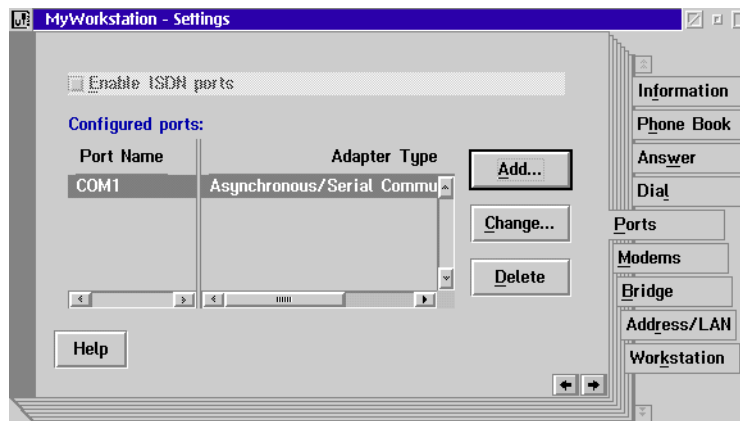 MyWorkstation - Settings
Enable ISDN ports
Configured ports:
Port Name
Adapter Type
COM1
Asynchronous/Serial Commu
Add...
Change...
Delete
Help
Information
Phone Book
Answer
Dial
Ports
Modems
Bridge
Address/LAN
Workstation